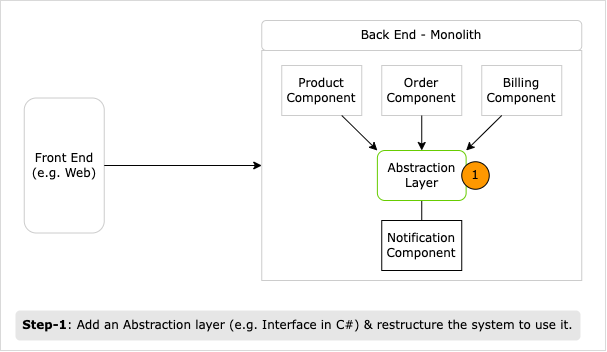 Back End - Monolith
Product
Component
Order
Component
Billing
Component
Front End
(e.g. Web)
Abstraction
Layer
1
Notification
Component
Step-1: Add an Abstraction layer (e.g. Interface in C#) & restructure the system to use it.